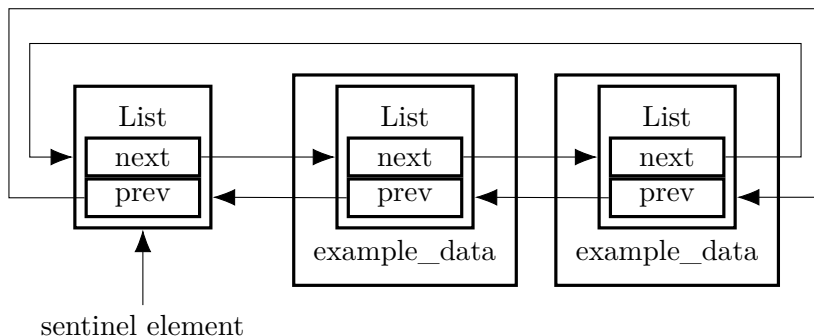 List
next
prev
List
next
prev
example_data
List
next
prev
example_data
sentinel element